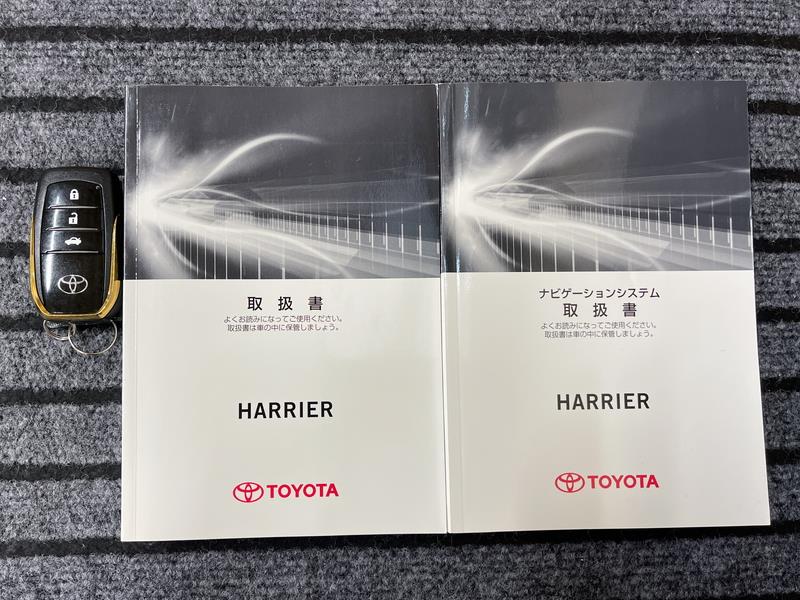 取扱書
よくお読みになってご使用ください。
取扱書は車の中に保管しましょう。
HARRIER
TOYOTA
ナビゲーションシステム
取扱書
よくお読みになってご使用ください。
取扱書は車の中に保管しましょう。
HARRIER
TOYOTA